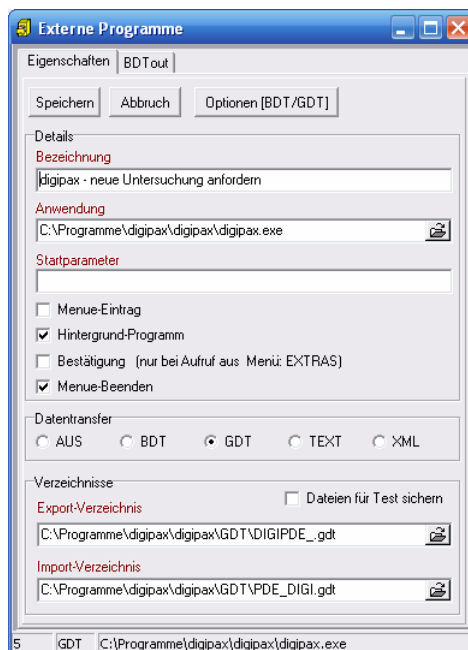 Externe Programme
Eigenschaften BDTout
Speichern Abbruch Optionen [BDT/GDT]
Details
Bezeichnung
digipax - neue Untersuchung anfordern
Anwendung
C:\Programme\digipax\digipax\digipax.exe
Startparameter
Menue-Eintrag
Hintergrund-Programm
Bestätigung (nur bei Aufruf aus Menü: EXTRAS)
Menue-Beenden
Datentransfer
AUS BDT GDT TEXT XML
Verzeichnisse
Dateien für Test sichern
Export-Verzeichnis
C:\Programme\digipax\digipax\GDT\DIGIPDE_.gdt
Import-Verzeichnis
C:\Programme\digipax\digipax\GDT\PDE_DIGI.gdt
5 GDT C:\Programme\digipax\digipax\digipax.exe